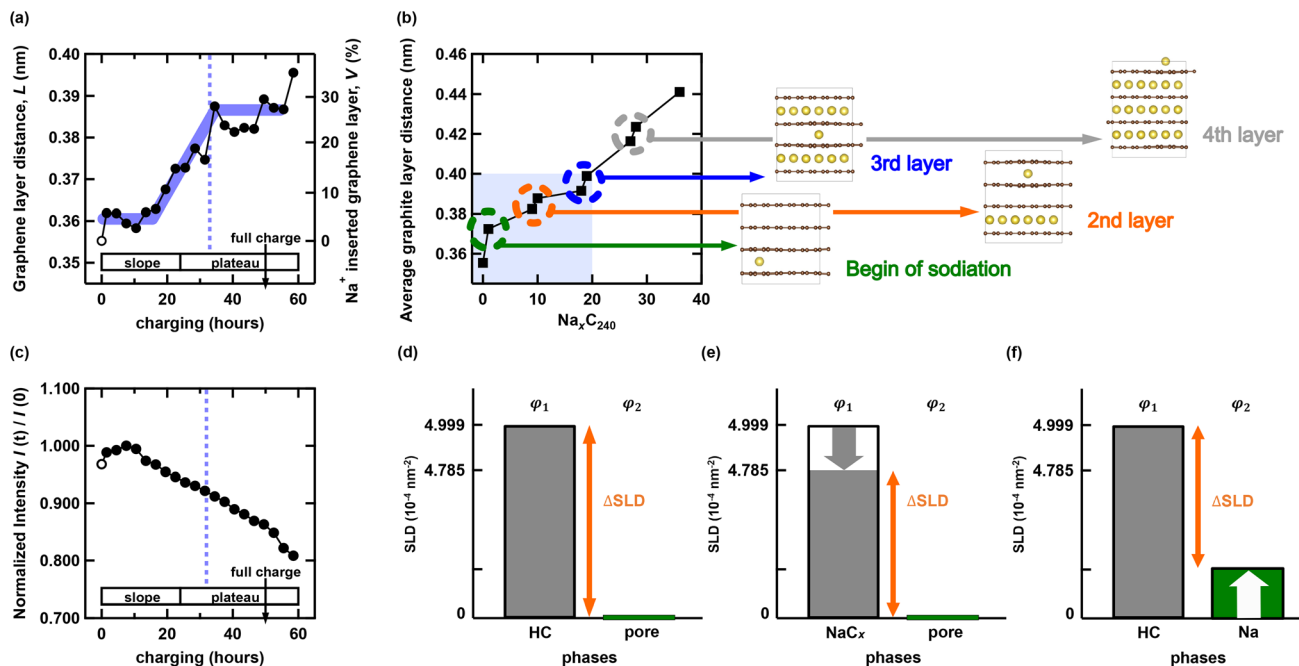 (a)
Graphene layer distance, L (nm)
0.40
0.39
0.38
0.37
0.36
0.35
30
20
10
0
Na⁺ inserted graphene layer, V (%)
full charge
slope
plateau
0
20
40
60
charging (hours)
(b)
Average graphite layer distance (nm)
0.46
0.44
0.42
0.40
0.38
0.36
0
10
20
30
40
NaₓC₂₄₀
4th layer
3rd layer
2nd layer
Begin of sodiation
(c)
Normalized Intensity I (t) / I (0)
1.100
1.000
0.900
0.800
0.700
full charge
slope
plateau
0
20
40
60
charging (hours)
(d)
φ₁
φ₂
4.999
4.785
0
SLD (10⁻⁴ nm⁻²)
ΔSLD
HC
pore
phases
(e)
φ₁
φ₂
4.999
4.785
0
SLD (10⁻⁴ nm⁻²)
ΔSLD
NaCx
pore
phases
(f)
φ₁
φ₂
4.999
4.785
0
SLD (10⁻⁴ nm⁻²)
ΔSLD
HC
Na
phases